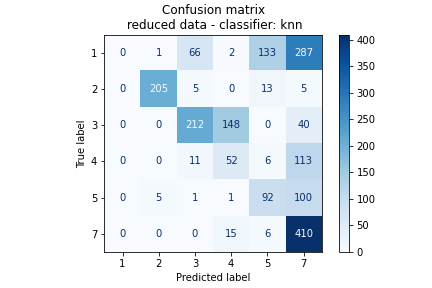 Confusion matrix
reduced data - classifier: knn
1 0 1 66 2 133 287
2 0 205 5 0 13 5
3 0 0 212 148 0 40
4 0 0 11 52 6 113
5 0 5 1 1 92 100
7 0 0 0 15 6 410
1 2 3 4 5 7
True label
Predicted label
400
350
300
250
200
150
100
50
0